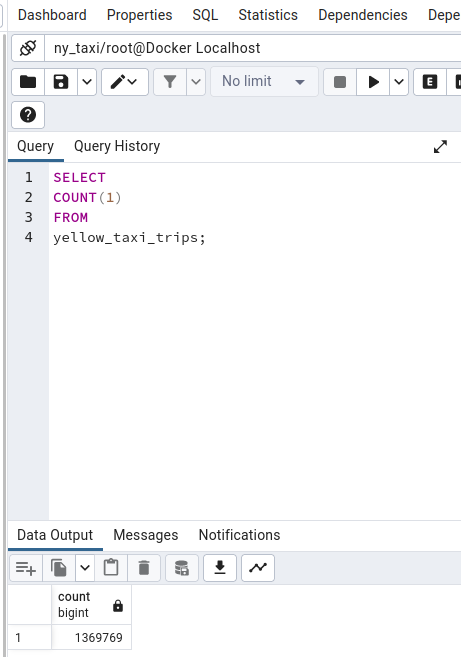 Dashboard Properties SQL Statistics Dependencies Depe
ny_taxi/root@Docker Localhost
No limit E
Query Query History
1 SELECT
2 COUNT(1)
3 FROM
4 yellow_taxi_trips;
Data Output Messages Notifications
count
bigint
1 1369769